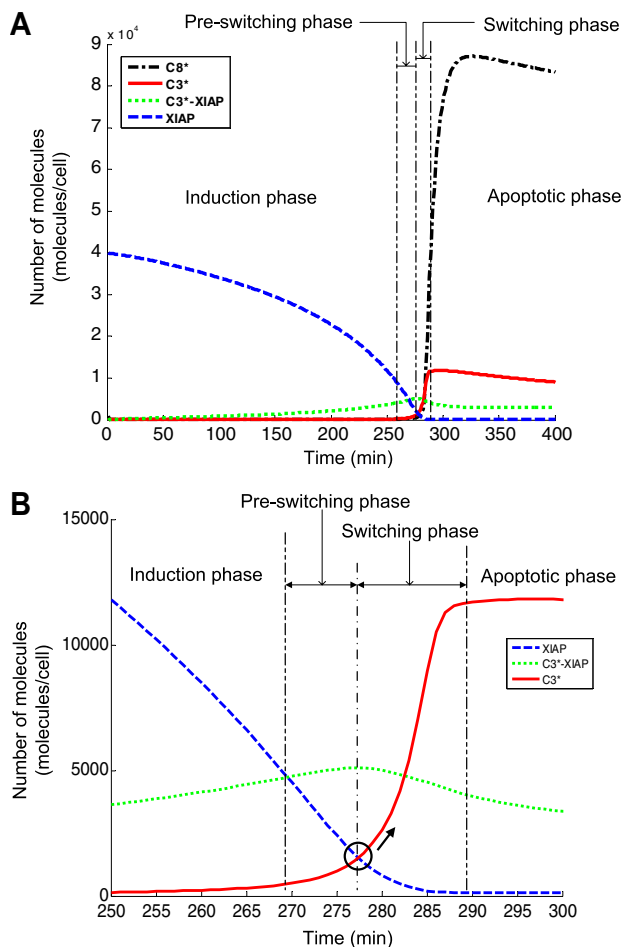 A
Pre-switching phase
Switching phase
9 x 10⁴
8
7
6
5
4
3
2
1
0
Number of molecules
(molecules/cell)
C8*
C3*
C3*-XIAP
XIAP
Induction phase
Apoptotic phase
0 50 100 150 200 250 300 350 400
Time (min)
B
Pre-switching phase
Switching phase
15000
10000
5000
0
Number of molecules
(molecules/cell)
Induction phase
Apoptotic phase
XIAP
C3*-XIAP
C3*
250 255 260 265 270 275 280 285 290 295 300
Time (min)